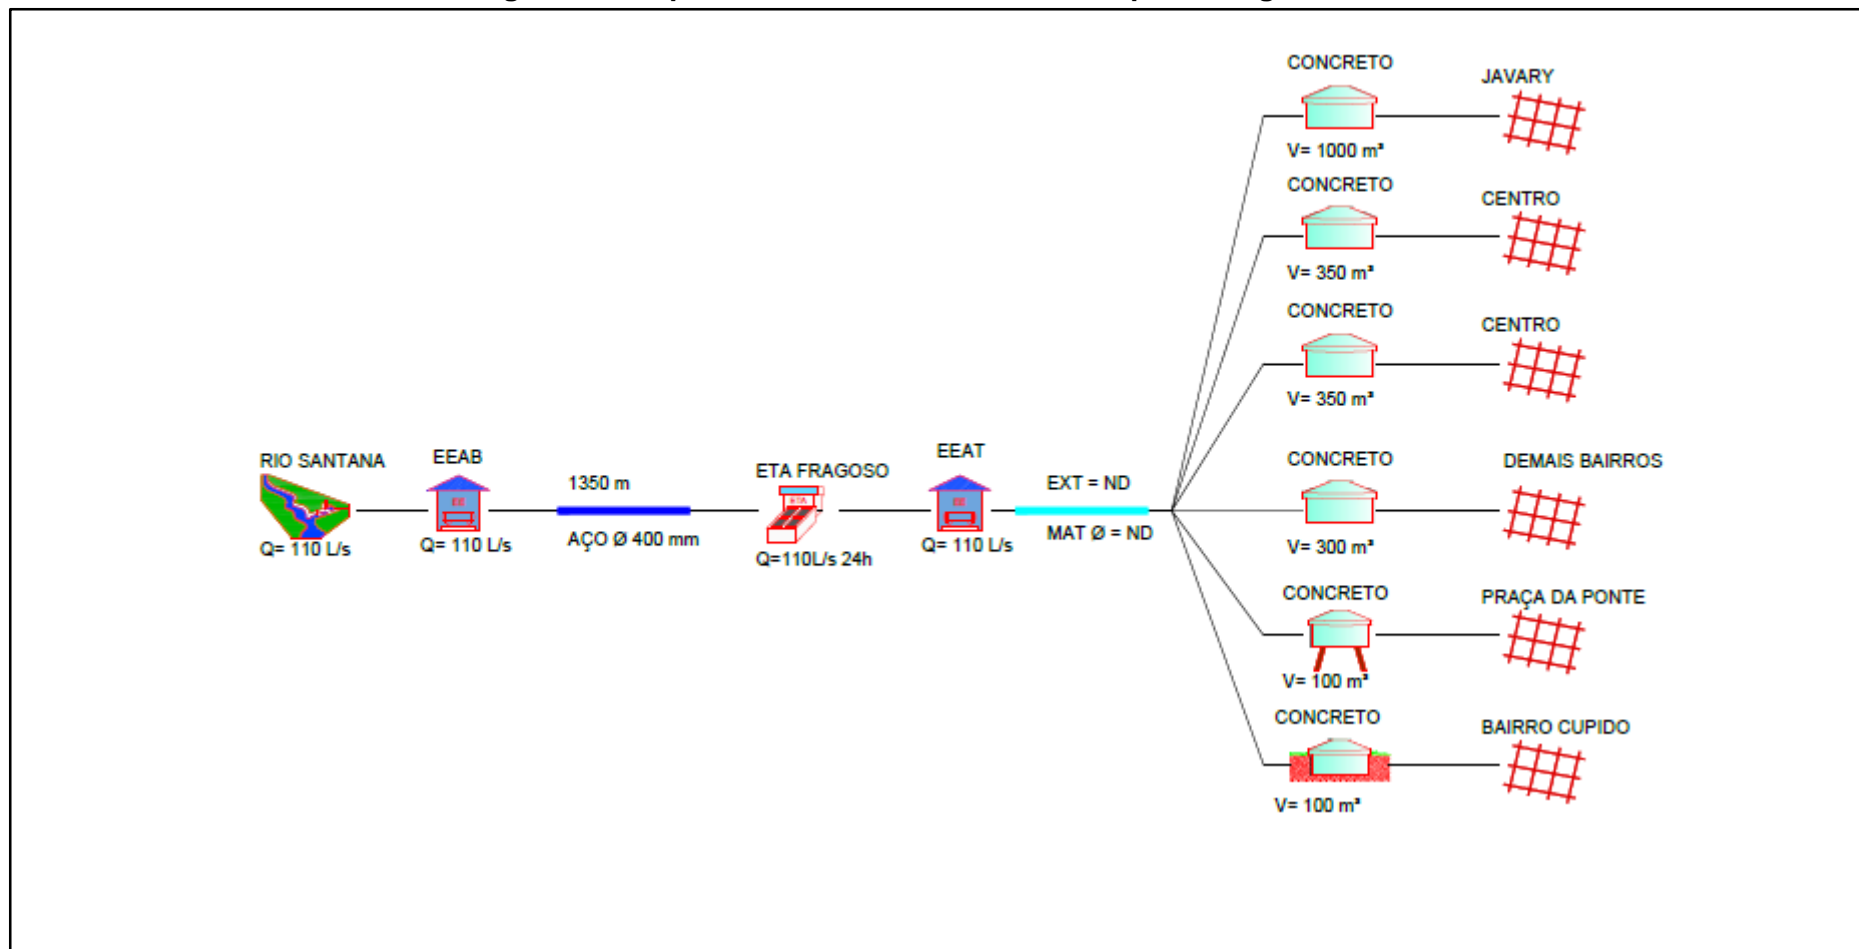 CONCRETO
JAVARY
V= 1000 m³
CONCRETO
CENTRO
V= 350 m³
CONCRETO
CENTRO
V= 350 m³
RIO SANTANA
Q= 110 L/s
EEAB
Q= 110 L/s
1350 m
AÇO Ø 400 mm
ETA FRAGOSO
ETA
Q=110L/s 24h
EEAT
Q= 110 L/s
EXT = ND
MAT Ø = ND
CONCRETO
DEMAIS BAIRROS
V= 300 m³
CONCRETO
PRAÇA DA PONTE
V= 100 m³
CONCRETO
BAIRRO CUPIDO
V= 100 m³